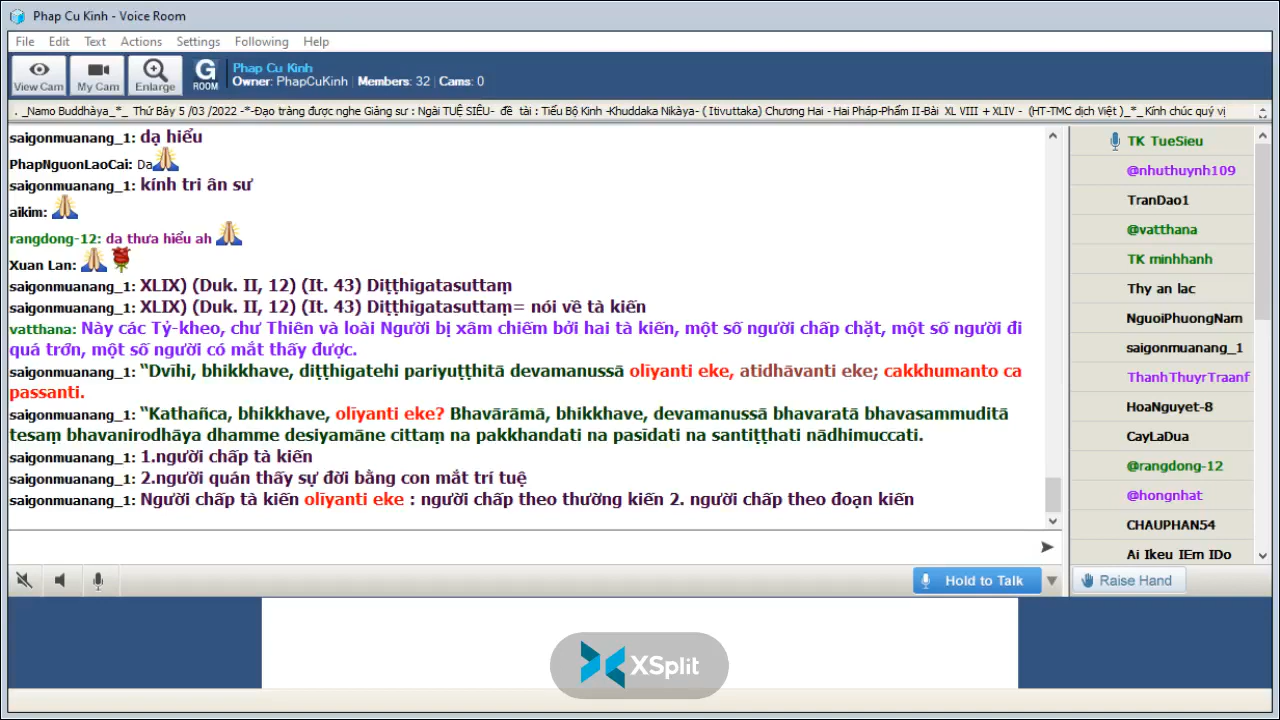 Phap Cu Kinh - Voice Room
File Edit Text Actions Settings Following Help
View Cam My Cam Enlarge G ROOM
Phap Cu Kinh
Owner: PhapCuKinh | Members: 32 | Cams: 0
. _Namo Buddhàya_*_ Thứ Bảy 5 /03 /2022 -*-Đạo tràng được nghe Giảng sư : Ngài TUỆ SIÊU- đề tài : Tiểu Bộ Kinh -Khuddaka Nikàya- ( Itivuttaka) Chương Hai - Hai Pháp-Phẩm II-Bài XL VIII + XLIV - (HT-TMC dịch Việt )_*_Kính chúc quý vị
saigonmuanang_1: dạ hiểu
PhapNguonLaoCai: Da
saigonmuanang_1: kính tri ân sư
aikim:
rangdong-12: da thưa hiểu ah
Xuan Lan:
saigonmuanang_1: XLIX) (Duk. II, 12) (It. 43) Diṭṭhigatasuttaṃ
saigonmuanang_1: XLIX) (Duk. II, 12) (It. 43) Diṭṭhigatasuttaṃ= nói về tà kiến
vatthana: Này các Tỷ-kheo, chư Thiên và loài Người bị xâm chiếm bởi hai tà kiến, một số người chấp chặt, một số người đi
quá trớn, một số người có mắt thấy được.
saigonmuanang_1: “Dvīhi, bhikkhave, diṭṭhigatehi pariyuṭṭhitā devamanussā olīyanti eke, atidhāvanti eke; cakkhumanto ca
passanti.
saigonmuanang_1: “Kathañca, bhikkhave, olīyanti eke? Bhavārāmā, bhikkhave, devamanussā bhavaratā bhavasammuditā
tesaṃ bhavanirodhāya dhamme desiyamāne cittaṃ na pakkhandati na pasīdati na santiṭṭhati nādhimuccati.
saigonmuanang_1: 1.người chấp tà kiến
saigonmuanang_1: 2.người quán thấy sự đời bằng con mắt trí tuệ
saigonmuanang_1: Người chấp tà kiến olīyanti eke : người chấp theo thường kiến 2. người chấp theo đoạn kiến
TK TueSieu
@nhuthuynh109
TranDao1
@vatthana
TK minhhanh
Thy an lac
NguoiPhuongNam
saigonmuanang_1
ThanhThuyrTraanf
HoaNguyet-8
CayLaDua
@rangdong-12
@hongnhat
CHAUPHAN54
Ai Ikeu IEm IDo
Hold to Talk
Raise Hand
XSplit